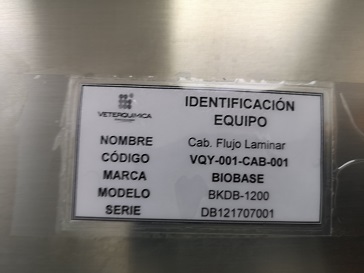 IDENTIFICACIÓN
EQUIPO
VETERQUIMICA
NOMBRE Cab. Flujo Laminar
CÓDIGO VQY-001-CAB-001
MARCA BIOBASE
MODELO BKDB-1200
SERIE DB121707001